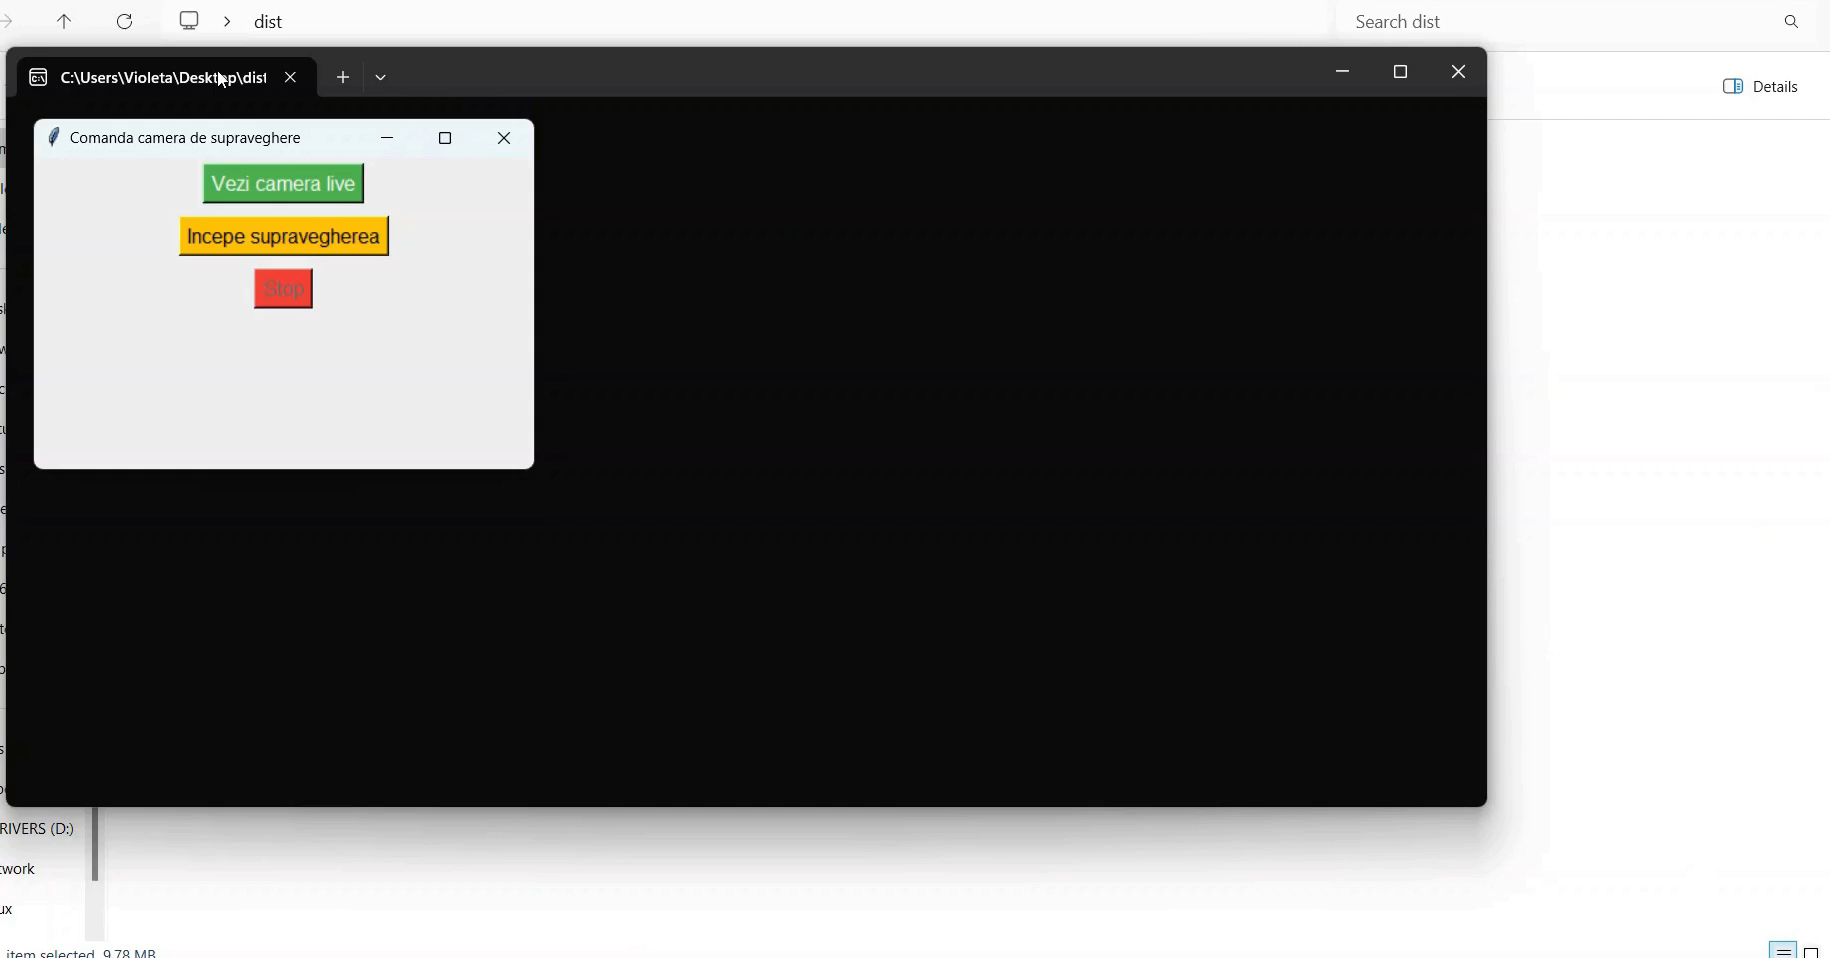 dist
Search dist
C:\Users\Violeta\Desktop\dist
Details
Comanda camera de supraveghere
Vezi camera live
Incepe supravegherea
Stop
RIVERS (D:)
twork
ux
item selected 9.78 MB